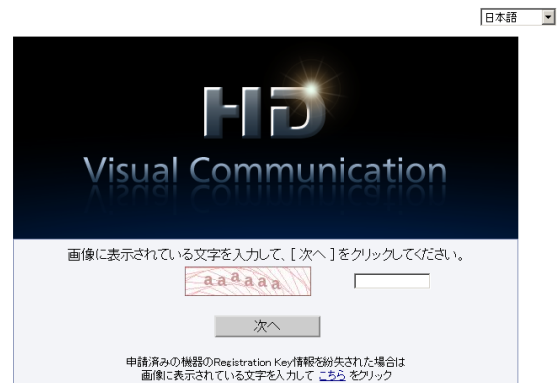 日本語
HD
Visual Communication
画像に表示されている文字を入力して、[ 次へ ]をクリックしてください。
aaaaaa
次へ
申請済みの機器のRegistration Key情報を紛失された場合は
画像に表示されている文字を入力して こちら をクリック